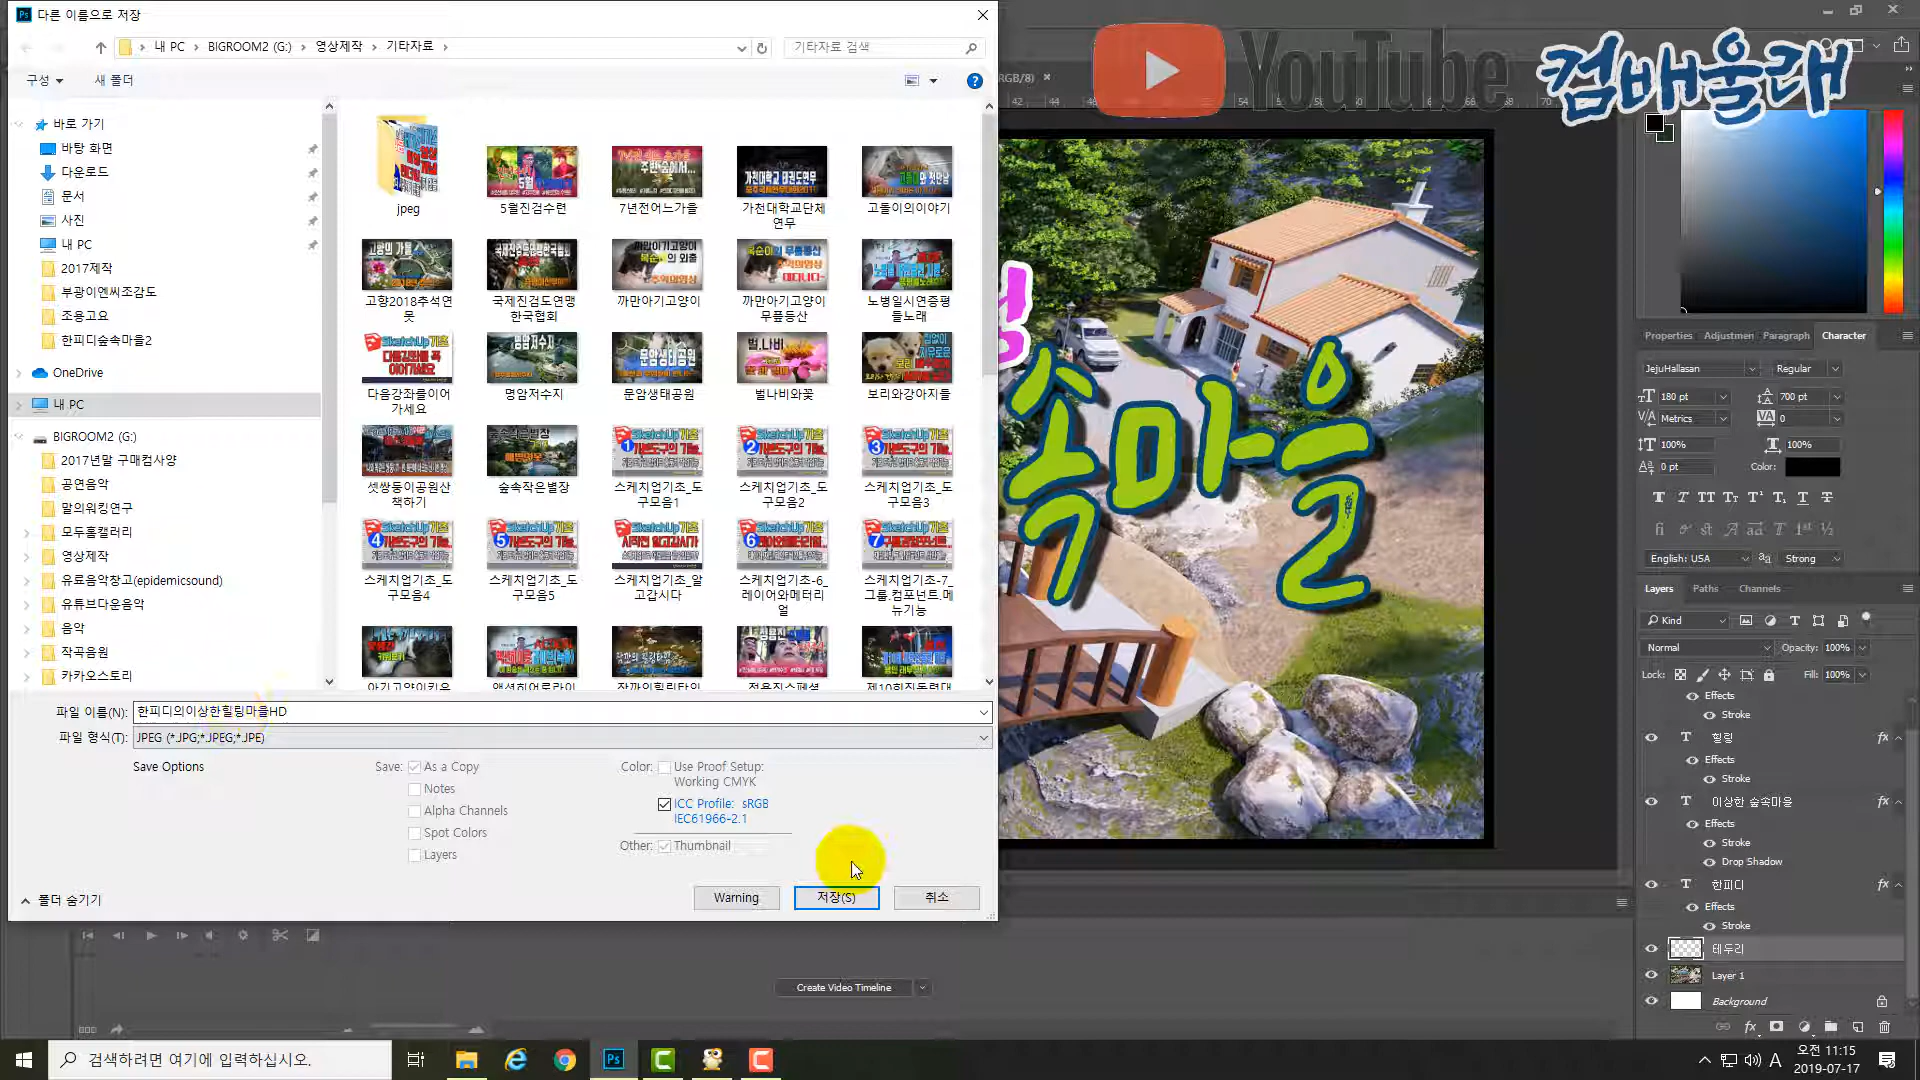 다른 이름으로 저장
내 PC > BIGROOM2 (G:) > 영상제작 > 기타자료 >
기타자료 검색
구성
새 폴더
바로 가기
바탕 화면
다운로드
문서
사진
내 PC
2017제작
부광이엔씨조감도
조용고요
한피디숲속마을2
OneDrive
내 PC
BIGROOM2 (G:)
2017년말 구매컴사양
공연음악
말의워킹연구
모두홈캘러리
영상제작
유료음악창고(epidemicsound)
유튜브다운음악
음악
작곡음원
카카오스토리
jpeg
5월진검수련
7년전어느가을
가천대학교단체
연무
고돌이의이야기
고향2018추석연
못
국제진검도연맹
한국협회
까만아기고양이
까만아기고양이
무릎등산
노병일시연증평
들노래
다음강좌들이어
가세요
명암저수지
문암생태공원
벌나비와꽃
보리와강아지들
셋쌍둥이공원산
책하기
숲속작은별장
스케치업기초_도
구모음1
스케치업기초_도
구모음2
스케치업기초_도
구모음3
스케치업기초_도
구모음4
스케치업기초_도
구모음5
스케치업기초_알
고갑시다
스케치업기초-6_
레이어와메터리
얼
스케치업기초-7_
그룹.컴포넌트.메
뉴기능
파일 이름(N):
한피디의이상한힐링마을HD
파일 형식(T):
JPEG (*.JPG;*.JPEG;*.JPE)
Save Options
Save:
As a Copy
Notes
Alpha Channels
Spot Colors
Layers
Color:
Use Proof Setup:
Working CMYK
ICC Profile: sRGB
IEC61966-2.1
Other:
Thumbnail
폴더 숨기기
Warning
저장(S)
취소
YouTube
컴배울래
RGB/8)
42
44
54
56
58
60
속마을
Properties
Adjustmen
Paragraph
Character
JejuHallasan
Regular
180 pt
700 pt
Metrics
0
100%
100%
0 pt
Color:
English: USA
Strong
Layers
Paths
Channels
Kind
Normal
Opacity:
100%
Lock:
Fill:
100%
Effects
Stroke
힐링
Effects
Stroke
이상한 숲속마을
Effects
Stroke
Drop Shadow
한피디
Effects
Stroke
테두리
Layer 1
Background
Create Video Timeline
검색하려면 여기에 입력하십시오.
A
오전 11:15
2019-07-17